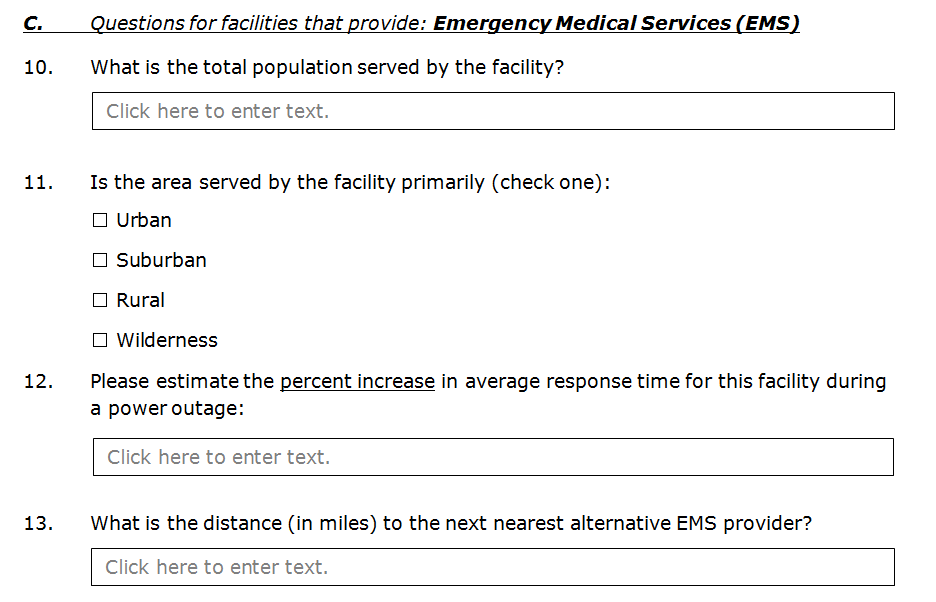 C. Questions for facilities that provide: Emergency Medical Services (EMS)
10. What is the total population served by the facility?
Click here to enter text.
11. Is the area served by the facility primarily (check one):
☐ Urban
☐ Suburban
☐ Rural
☐ Wilderness
12. Please estimate the percent increase in average response time for this facility during
a power outage:
Click here to enter text.
13. What is the distance (in miles) to the next nearest alternative EMS provider?
Click here to enter text.